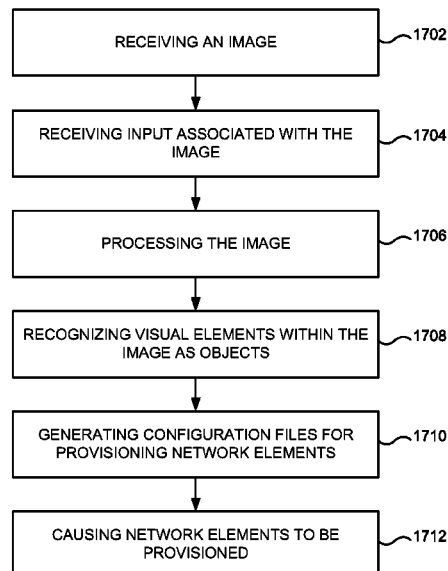 RECEIVING AN IMAGE
1702
RECEIVING INPUT ASSOCIATED WITH THE
IMAGE
1704
PROCESSING THE IMAGE
1706
RECOGNIZING VISUAL ELEMENTS WITHIN THE
IMAGE AS OBJECTS
1708
GENERATING CONFIGURATION FILES FOR
PROVISIONING NETWORK ELEMENTS
1710
CAUSING NETWORK ELEMENTS TO BE
PROVISIONED
1712